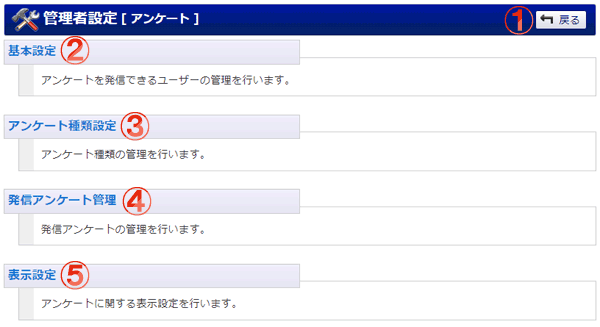 管理者設定 [ アンケート ] ① 戻る
基本設定 ②
アンケートを発信できるユーザーの管理を行います。
アンケート種類設定 ③
アンケート種類の管理を行います。
発信アンケート管理 ④
発信アンケートの管理を行います。
表示設定 ⑤
アンケートに関する表示設定を行います。